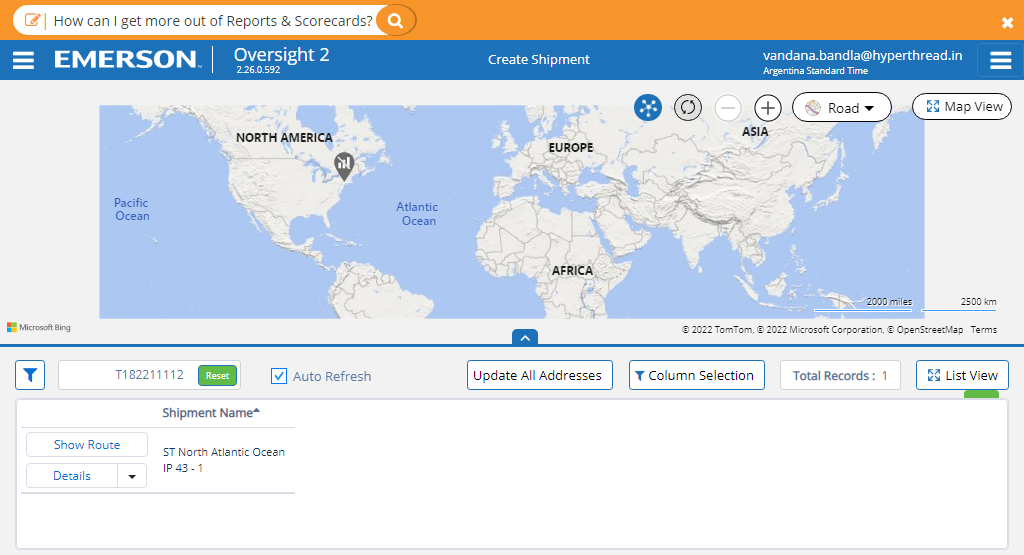 How can I get more out of Reports & Scorecards?
EMERSON
Oversight 2
2.26.0.592
Create Shipment
vandana.bandla@hyperthread.in
Argentina Standard Time
Road
Map View
NORTH AMERICA
EUROPE
ASIA
Pacific
Ocean
Atlantic
Ocean
AFRICA
2000 miles
2500 km
Microsoft Bing
© 2022 TomTom, © 2022 Microsoft Corporation, © OpenStreetMap Terms
T182211112
Reset
Auto Refresh
Update All Addresses
Column Selection
Total Records : 1
List View
Shipment Name
Show Route
Details
ST North Atlantic Ocean
IP 43 - 1